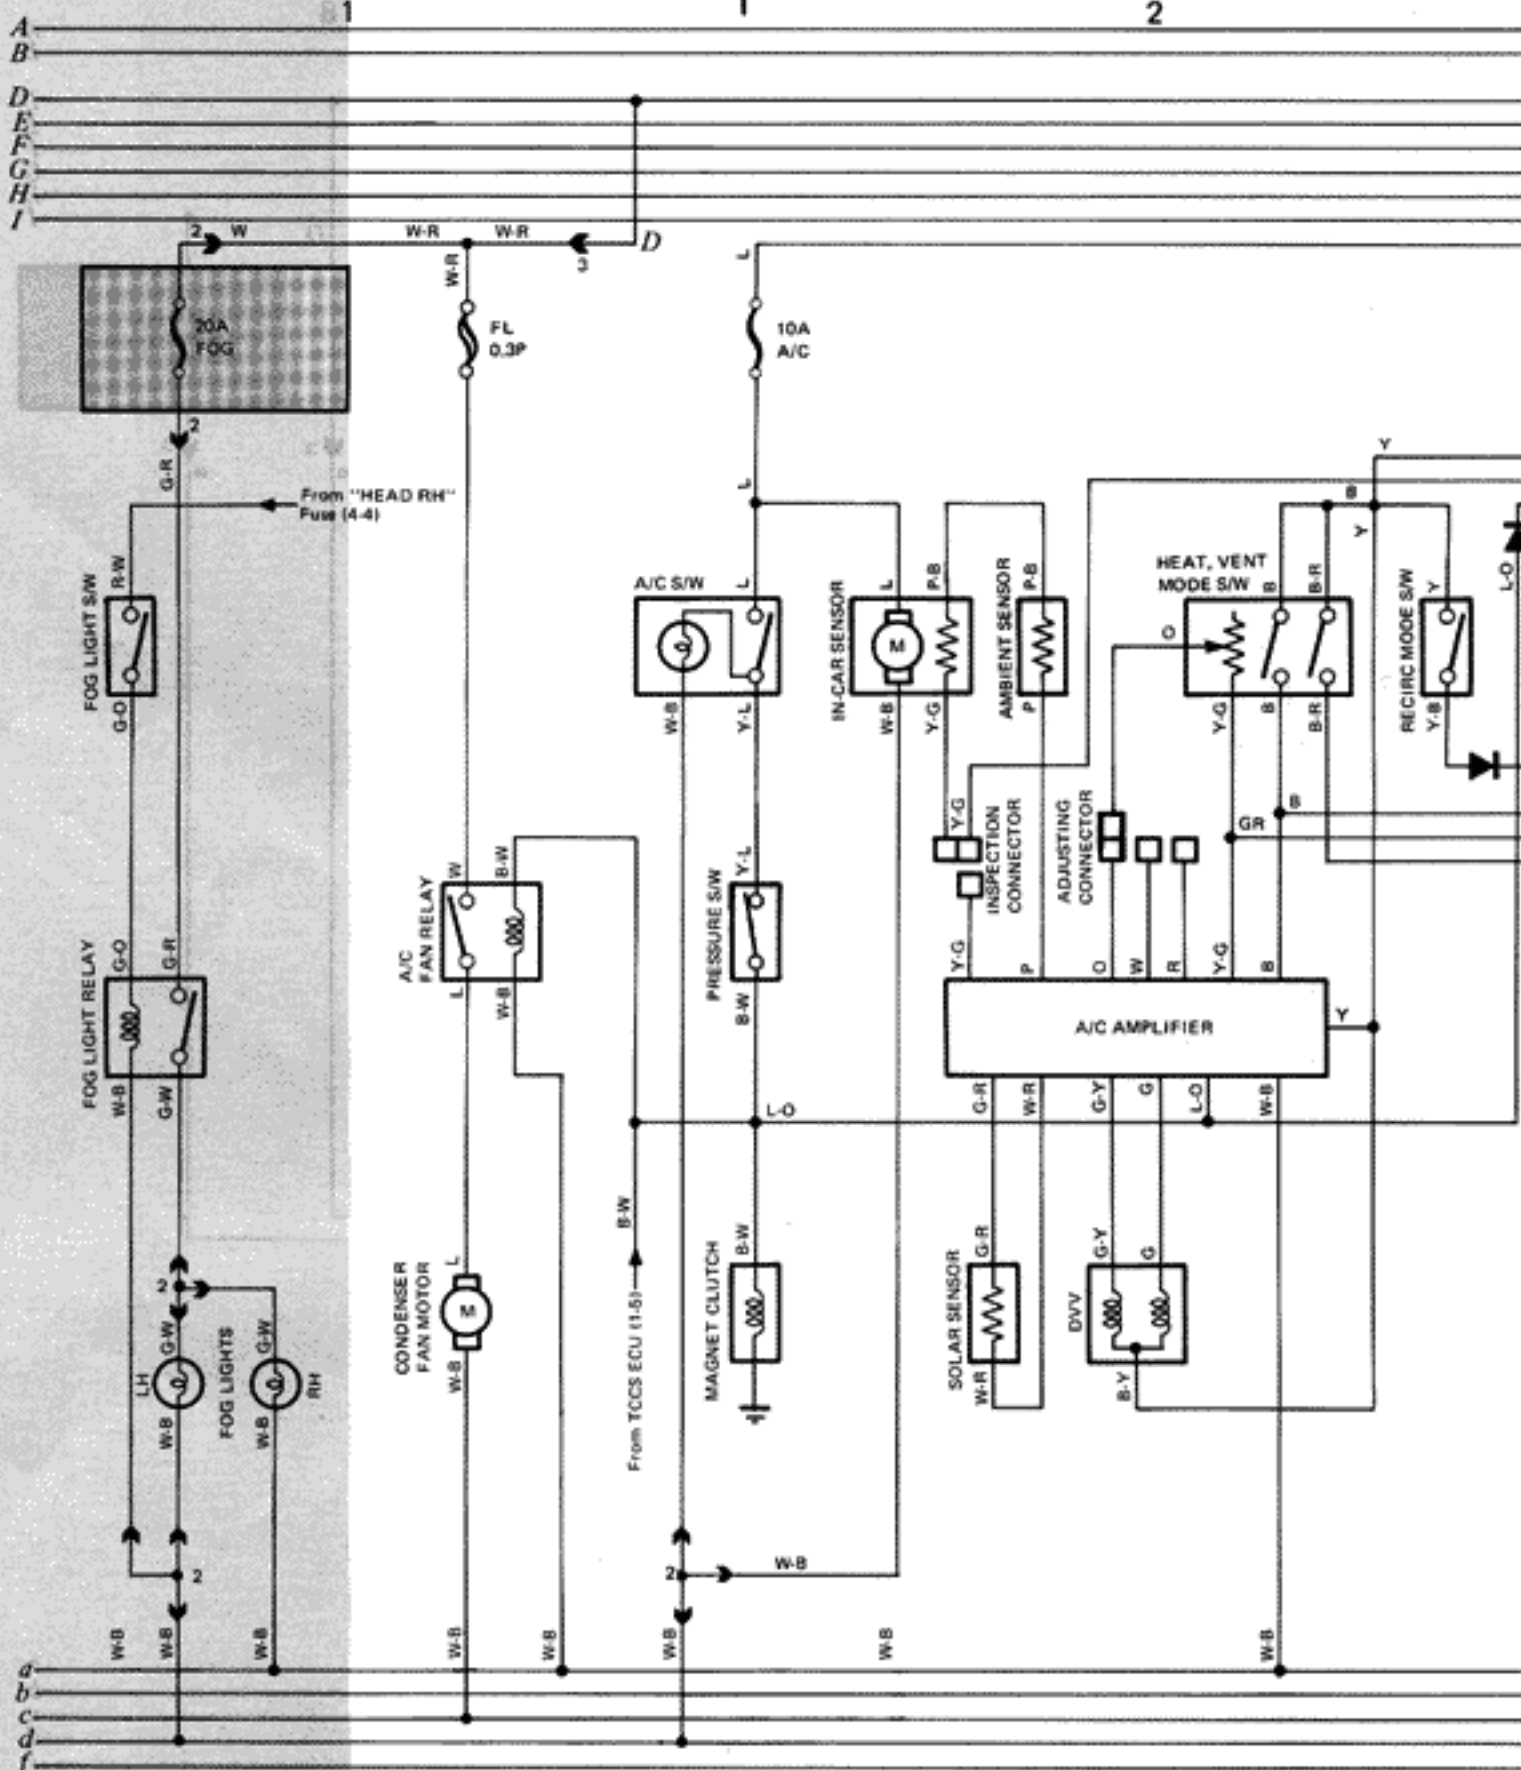 1
2
A
B
D
E
F
G
H
I
2 W
W-R
W-R
D
3
W-R
L
20A
FOG
FL
0.3P
10A
A/C
2
G-R
From "HEAD RH"
Fuse (4-4)
L
Y
B
Y
R-W
FOG LIGHT S/W
G-O
A/C S/W
L
W-B
Y-L
IN-CAR SENSOR
L
P-B
M
W-B
Y-G
AMBIENT SENSOR
P-B
P
HEAT, VENT
MODE S/W
B
B-R
O
Y-G
B
B-R
RECIRC MODE S/W
Y
Y-B
L-O
B
GR
Y-G
INSPECTION
CONNECTOR
ADJUSTING
CONNECTOR
W
B-W
A/C
FAN RELAY
L
W-B
Y-L
PRESSURE S/W
B-W
G-O
G-R
FOG LIGHT RELAY
W-B
G-W
Y-G
P
O
W
R
Y-G
B
A/C AMPLIFIER
Y
G-R
W-R
G-Y
G
L-O
W-B
L-O
B-W
From TCCS ECU (1-5)
2
G-W
LH
FOG LIGHTS
G-W
RH
W-B
W-B
L
CONDENSER
FAN MOTOR
M
W-B
B-W
MAGNET CLUTCH
G-R
SOLAR SENSOR
W-R
G-Y
G
DVV
B-Y
2
2
W-B
W-B
W-B
W-B
W-B
W-B
W-B
W-B
W-B
a
b
c
d
f